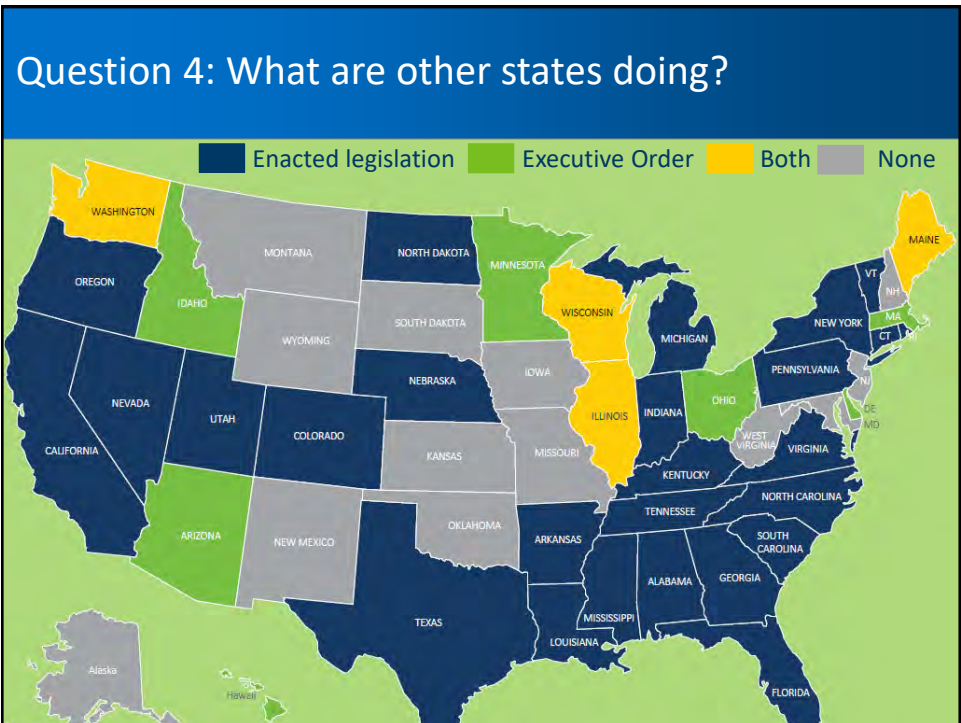 Question 4: What are other states doing?
Enacted legislation Executive Order Both None
WASHINGTON
MONTANA
NORTH DAKOTA
MINNESOTA
MAINE
OREGON
IDAHO
WISCONSIN
VT
NH
SOUTH DAKOTA
MA
WYOMING
MICHIGAN
NEW YORK
CT
RI
IOWA
PENNSYLVANIA
NEBRASKA
NJ
NEVADA
UTAH
ILLINOIS
INDIANA
OHIO
DE
MD
COLORADO
CALIFORNIA
KANSAS
MISSOURI
WEST
VIRGINIA
VIRGINIA
KENTUCKY
NORTH CAROLINA
TENNESSEE
OKLAHOMA
ARIZONA
NEW MEXICO
ARKANSAS
SOUTH
CAROLINA
ALABAMA
GEORGIA
MISSISSIPPI
TEXAS
LOUISIANA
Alaska
Hawaii
FLORIDA